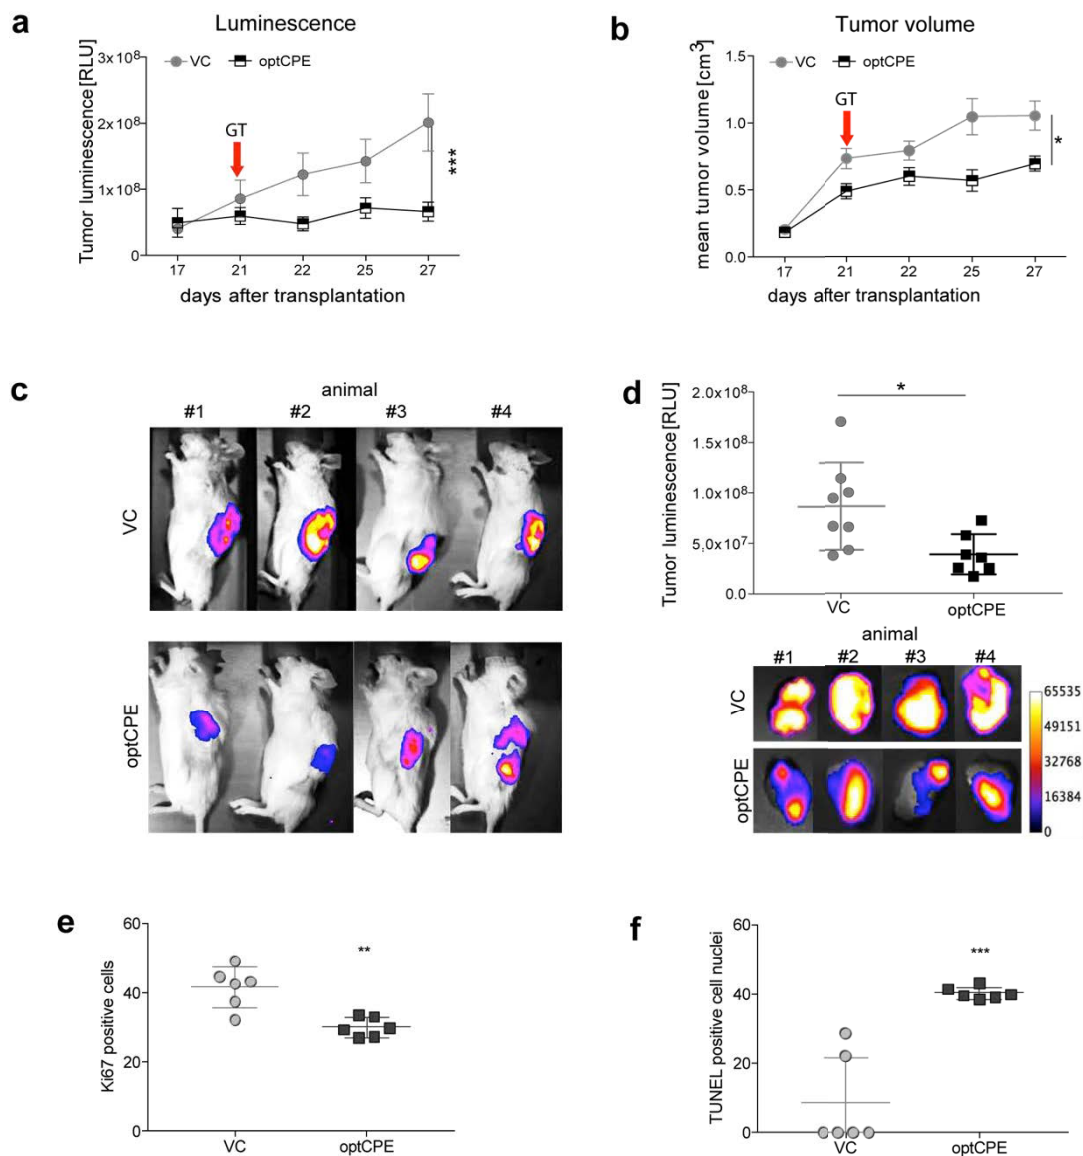 a
Luminescence
Tumor luminescence [RLU]
3x10⁸
2x10⁸
1x10⁸
0
VC
optCPE
GT
***
17 21 22 25 27
days after transplantation
b
Tumor volume
mean tumor volume [cm³]
1.5
1.0
0.5
0.0
VC
optCPE
GT
*
17 21 22 25 27
days after transplantation
c
animal
#1 #2 #3 #4
VC
optCPE
d
Tumor luminescence [RLU]
2.0x10⁸
1.5x10⁸
1.0x10⁸
5.0x10⁷
0.0
*
VC optCPE
animal
#1 #2 #3 #4
VC
optCPE
65535
49151
32768
16384
0
e
Ki67 positive cells
60
40
20
0
**
VC optCPE
f
TUNEL positive cell nuclei
60
40
20
0
***
VC optCPE